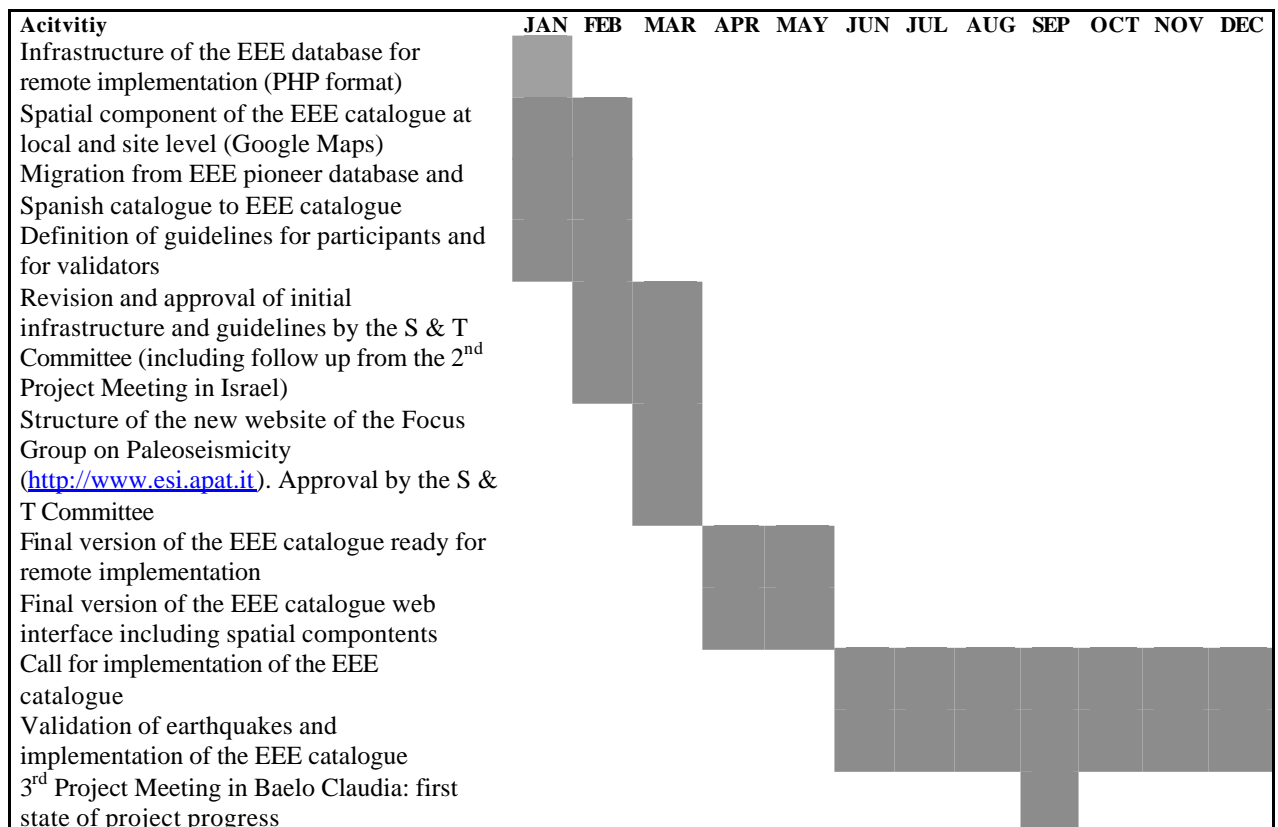 Acitvitiy JAN FEB MAR APR MAY JUN JUL AUG SEP OCT NOV DEC
Infrastructure of the EEE database for
remote implementation (PHP format)
Spatial component of the EEE catalogue at
local and site level (Google Maps)
Migration from EEE pioneer database and
Spanish catalogue to EEE catalogue
Definition of guidelines for participants and
for validators
Revision and approval of initial
infrastructure and guidelines by the S & T
Committee (including follow up from the 2nd
Project Meeting in Israel)
Structure of the new website of the Focus
Group on Paleoseismicity
(http://www.esi.apat.it). Approval by the S &
T Committee
Final version of the EEE catalogue ready for
remote implementation
Final version of the EEE catalogue web
interface including spatial compontents
Call for implementation of the EEE
catalogue
Validation of earthquakes and
implementation of the EEE catalogue
3rd Project Meeting in Baelo Claudia: first
state of project progress